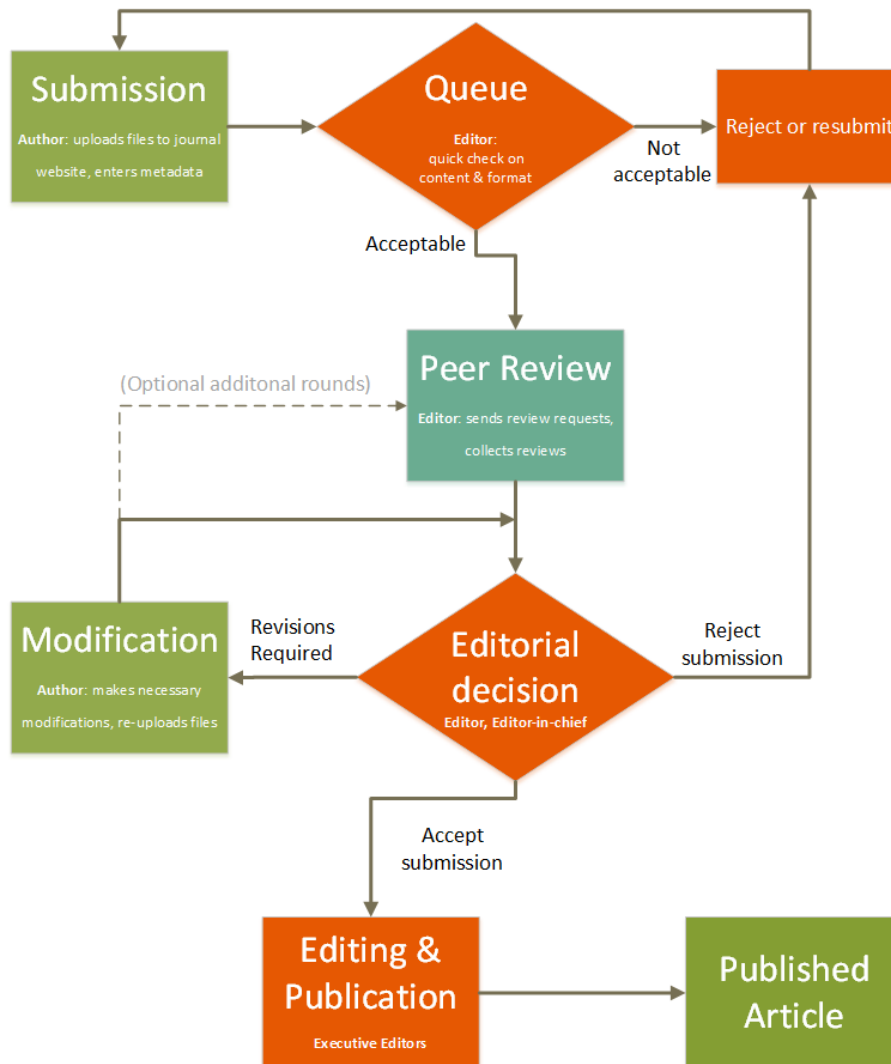 Submission
Author: uploads files to journal
website, enters metadata
Queue
Editor:
quick check on
content & format
Reject or resubmit
Not
acceptable
Acceptable
Peer Review
Editor: sends review requests,
collects reviews
(Optional additonal rounds)
Modification
Author: makes necessary
modifications, re-uploads files
Revisions
Required
Editorial
decision
Editor, Editor-in-chief
Reject
submission
Accept
submission
Editing &
Publication
Executive Editors
Published
Article